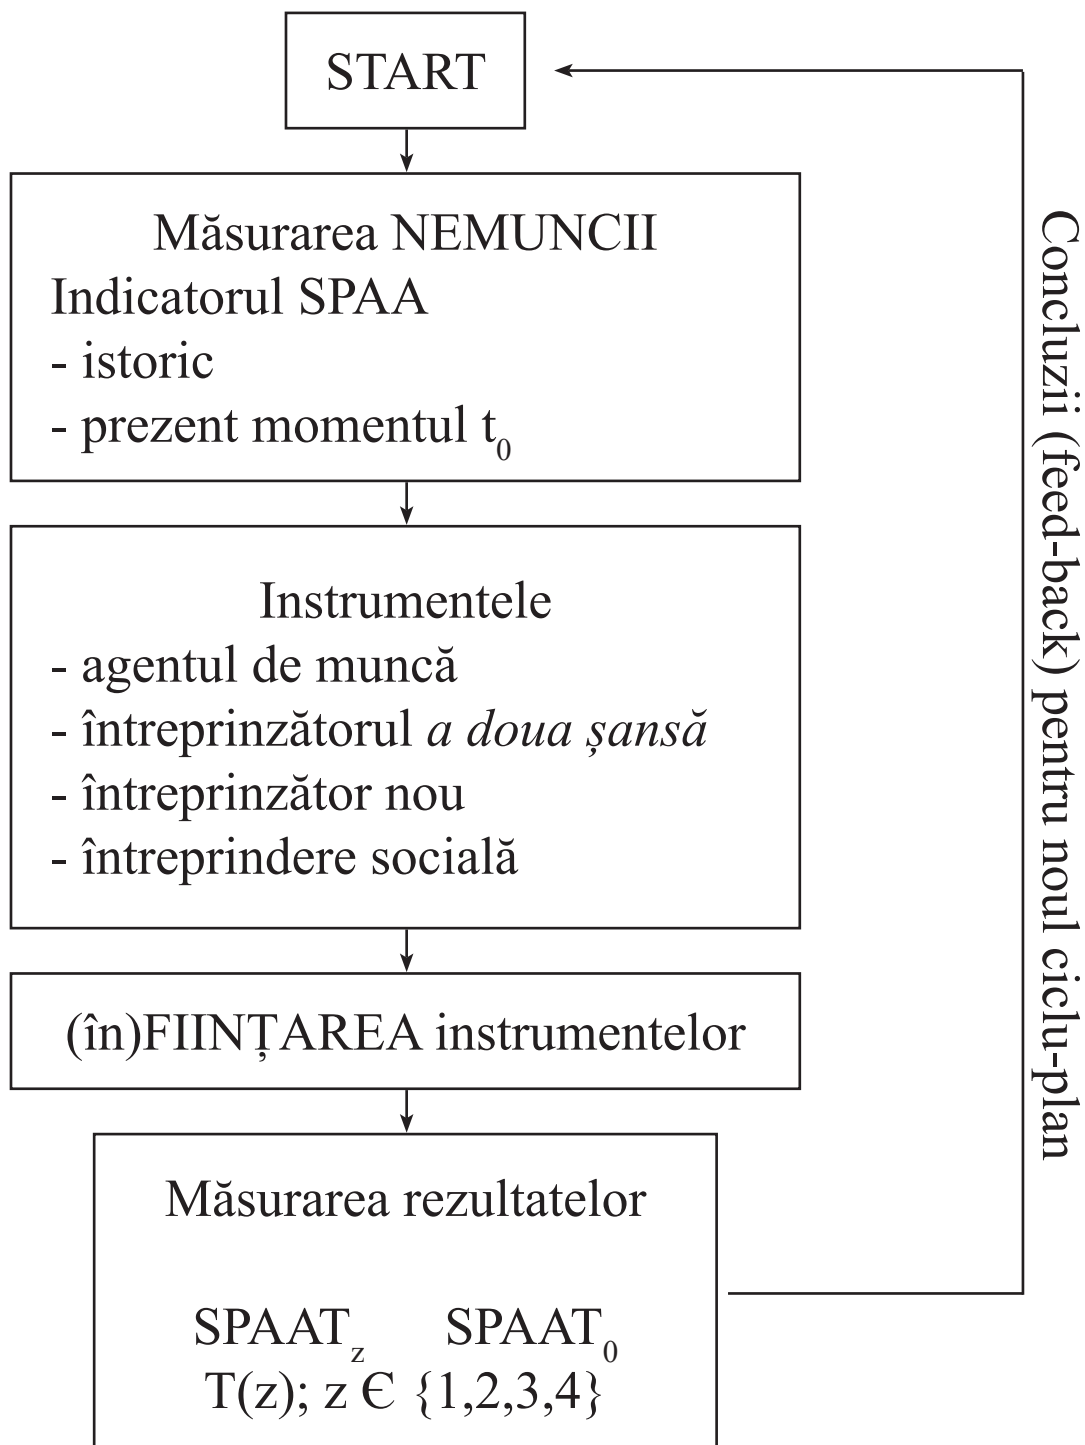 START
Măsurarea NEMUNCII
Indicatorul SPAA
- istoric
- prezent momentul t₀
Instrumentele
- agentul de muncă
- întreprinzătorul a doua șansă
- întreprinzător nou
- întreprindere socială
(în)FIINȚAREA instrumentelor
Măsurarea rezultatelor
SPAAT_z SPAAT₀
T(z); z Є {1,2,3,4}
Concluzii (feed-back) pentru noul ciclu-plan